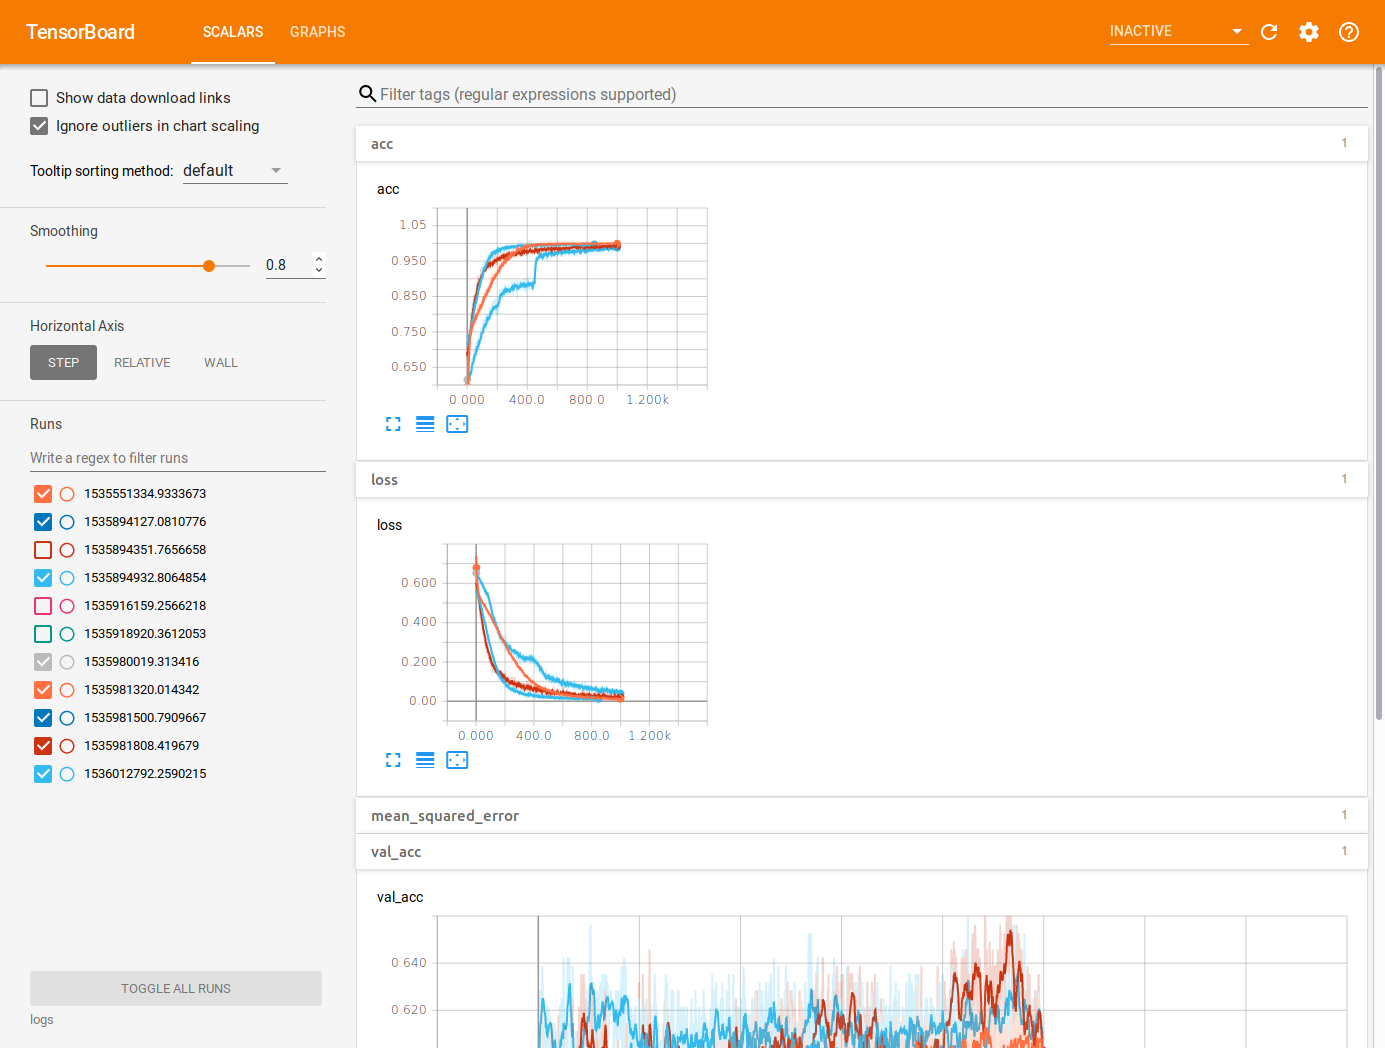 TensorBoard
SCALARS
GRAPHS
INACTIVE
Show data download links
Ignore outliers in chart scaling
Tooltip sorting method: default
Smoothing
0.8
Horizontal Axis
STEP
RELATIVE
WALL
Runs
Write a regex to filter runs
1535551334.9333673
1535894127.0810776
1535894351.7656658
1535894932.8064854
1535916159.2566218
1535918920.3612053
1535980019.313416
1535981320.014342
1535981500.7909667
1535981808.419679
1536012792.2590215
TOGGLE ALL RUNS
logs
Filter tags (regular expressions supported)
acc 1
acc
1.05
0.950
0.850
0.750
0.650
0.000 400.0 800.0 1.200k
loss 1
loss
0.600
0.400
0.200
0.00
0.000 400.0 800.0 1.200k
mean_squared_error 1
val_acc 1
val_acc
0.640
0.620